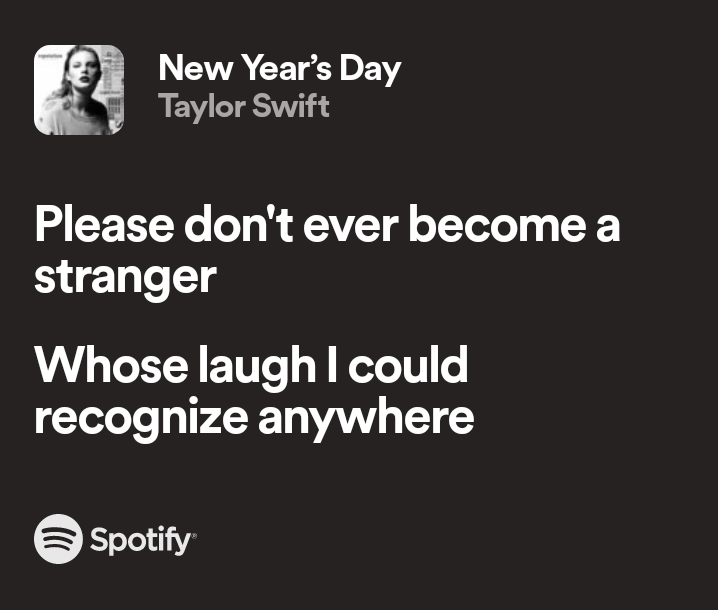 New Year’s Day
Taylor Swift
Please don't ever become a
stranger
Whose laugh I could
recognize anywhere
Spotify®